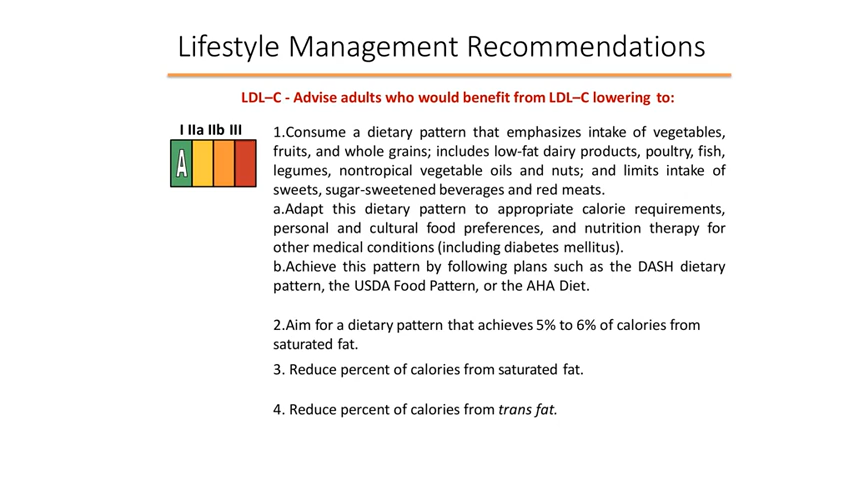 Lifestyle Management Recommendations
LDL–C - Advise adults who would benefit from LDL–C lowering to:
I IIa IIb III
A
1.Consume a dietary pattern that emphasizes intake of vegetables,
fruits, and whole grains; includes low-fat dairy products, poultry, fish,
legumes, nontropical vegetable oils and nuts; and limits intake of
sweets, sugar-sweetened beverages and red meats.
a.Adapt this dietary pattern to appropriate calorie requirements,
personal and cultural food preferences, and nutrition therapy for
other medical conditions (including diabetes mellitus).
b.Achieve this pattern by following plans such as the DASH dietary
pattern, the USDA Food Pattern, or the AHA Diet.
2.Aim for a dietary pattern that achieves 5% to 6% of calories from
saturated fat.
3. Reduce percent of calories from saturated fat.
4. Reduce percent of calories from trans fat.